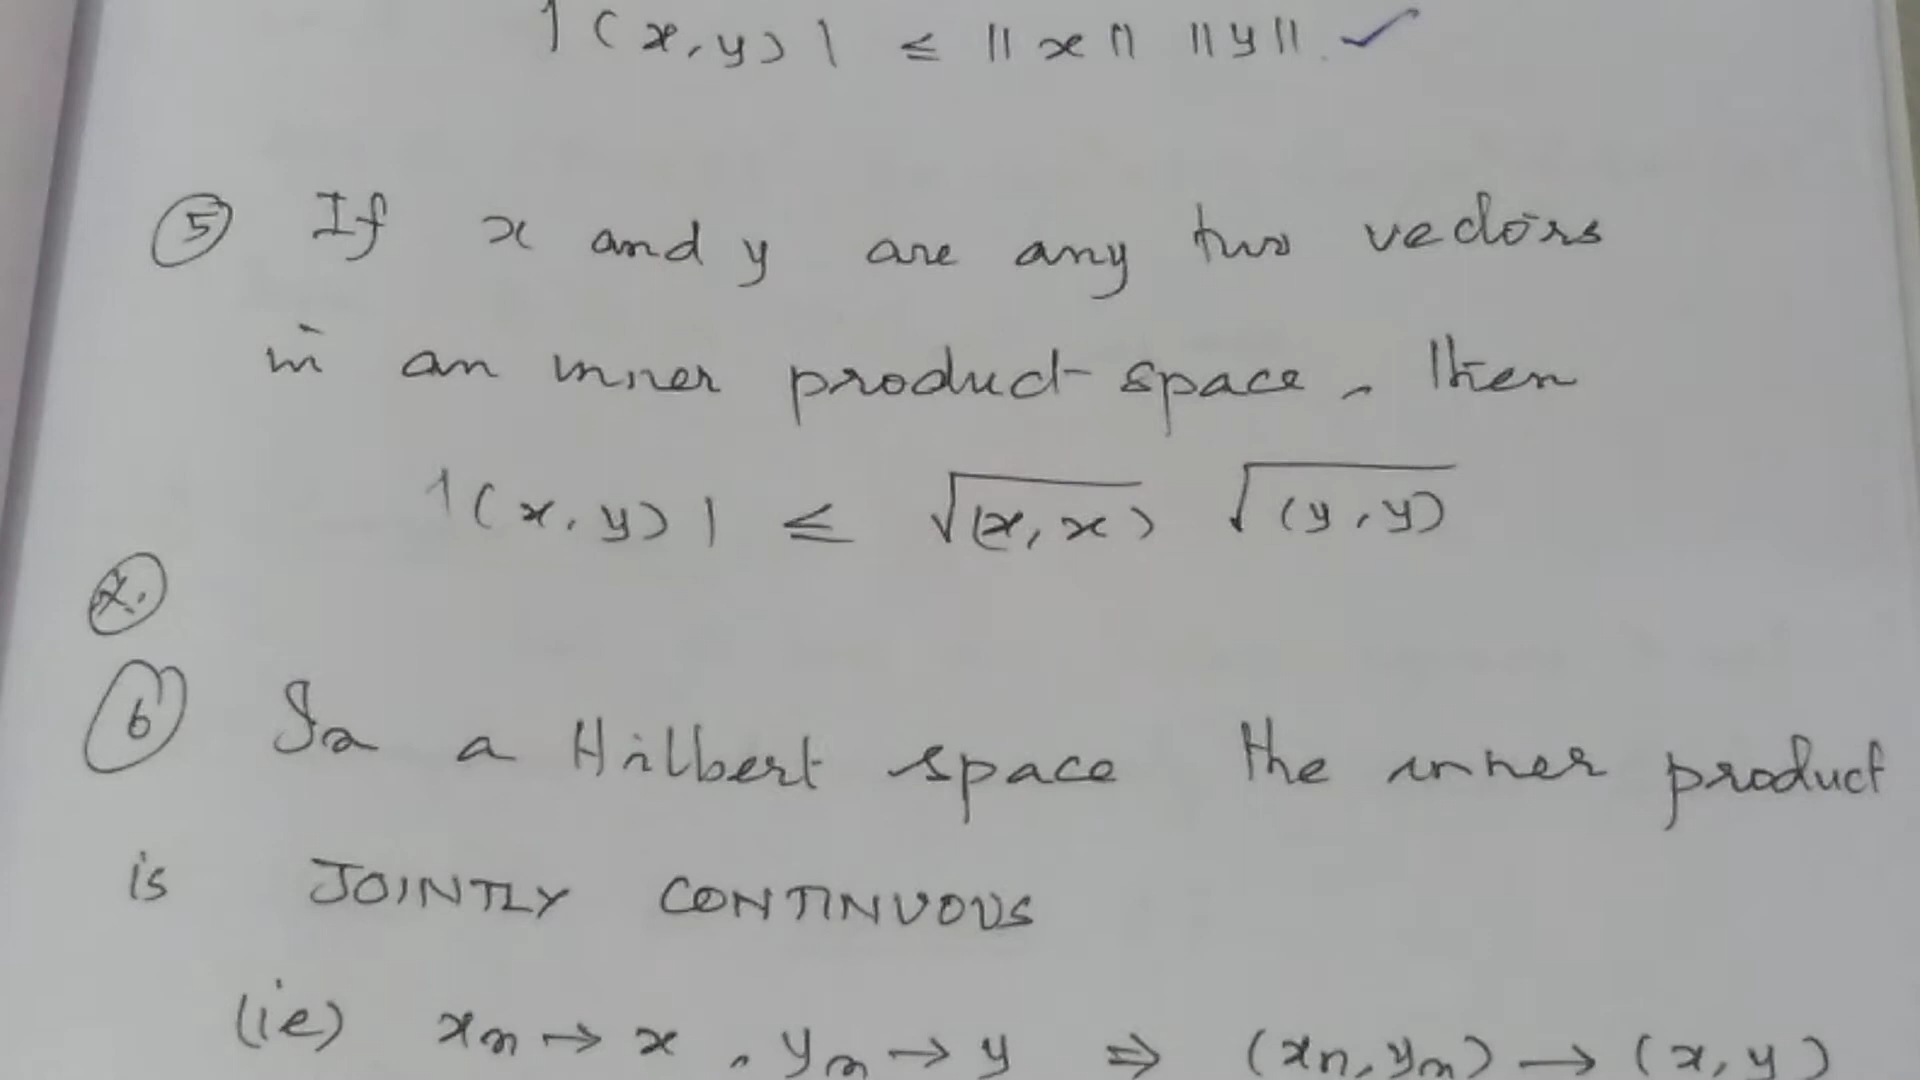 |(x,y)| ≤ ||x|| ||y||. ✓
⑤ If x and y are any two vectors
in an inner product space, then
|(x,y)| ≤ √(x,x) √(y,y)
⑥ In a Hilbert space the inner product
is JOINTLY CONTINUOUS
(ie) xn → x, yn → y ⇒ (xn, yn) → (x, y)